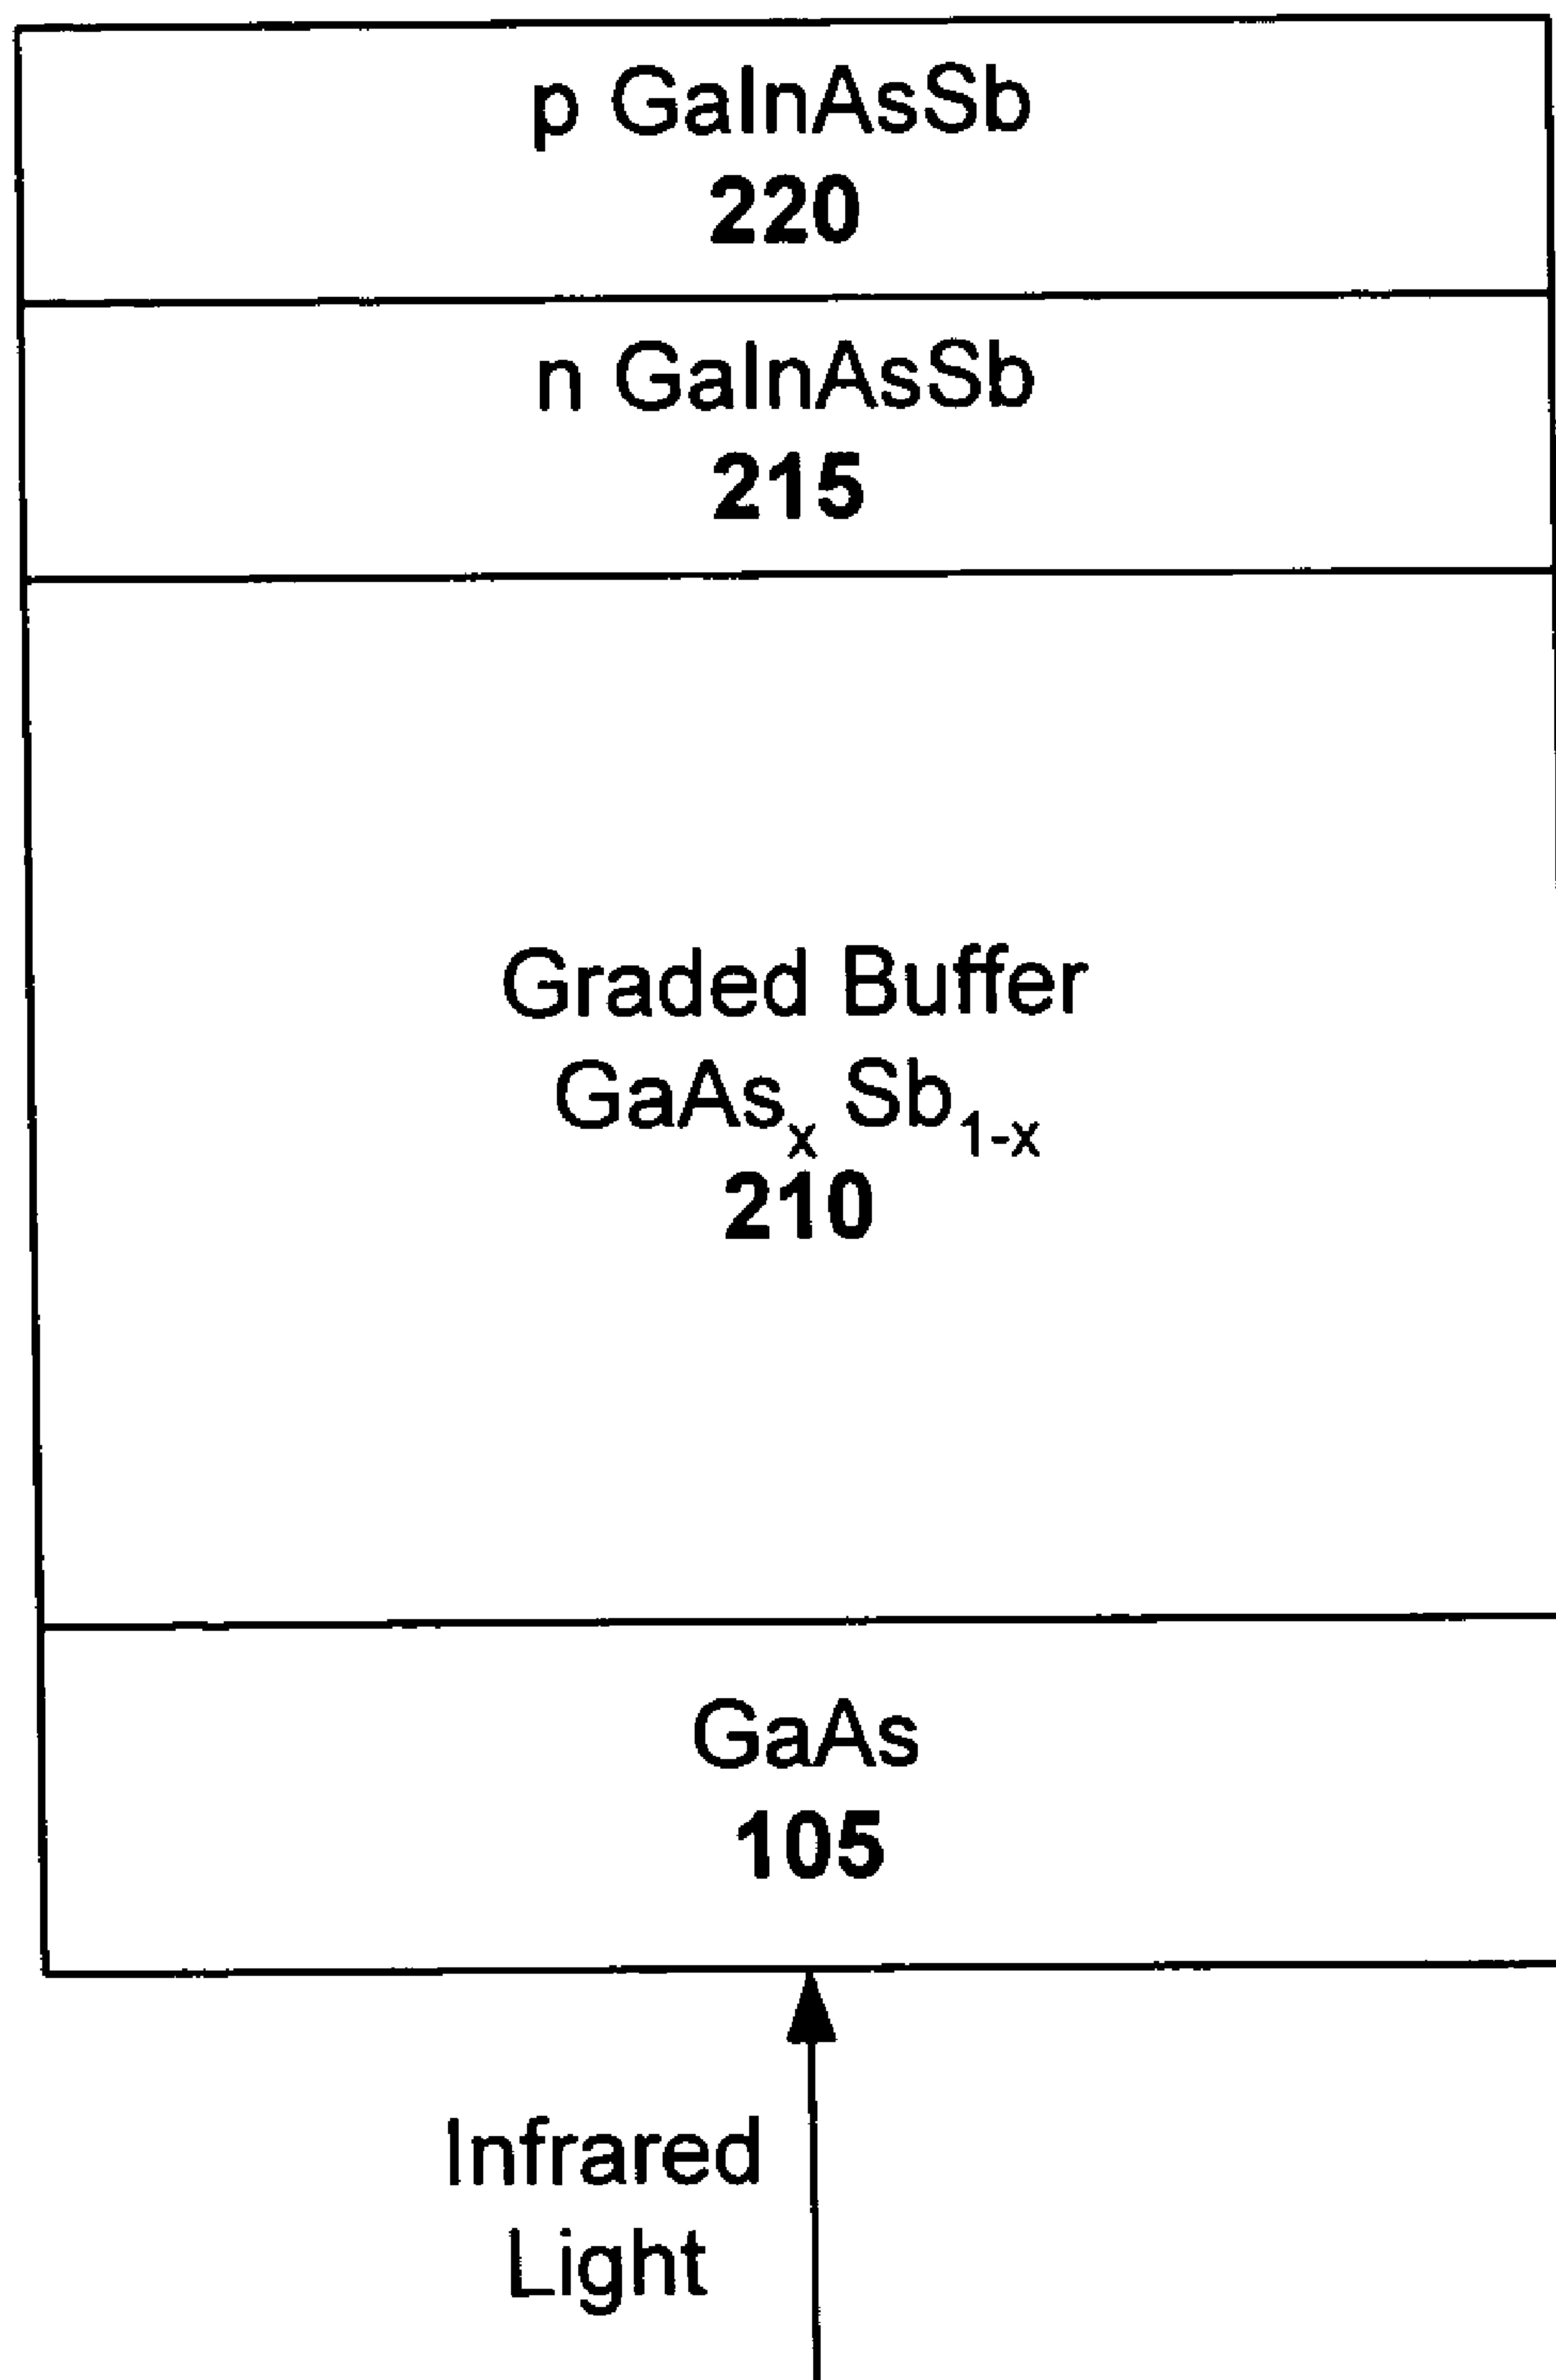 p GaInAsSb
220
n GaInAsSb
215
Graded Buffer
GaAsₓ Sb₁₋ₓ
210
GaAs
105
Infrared
Light